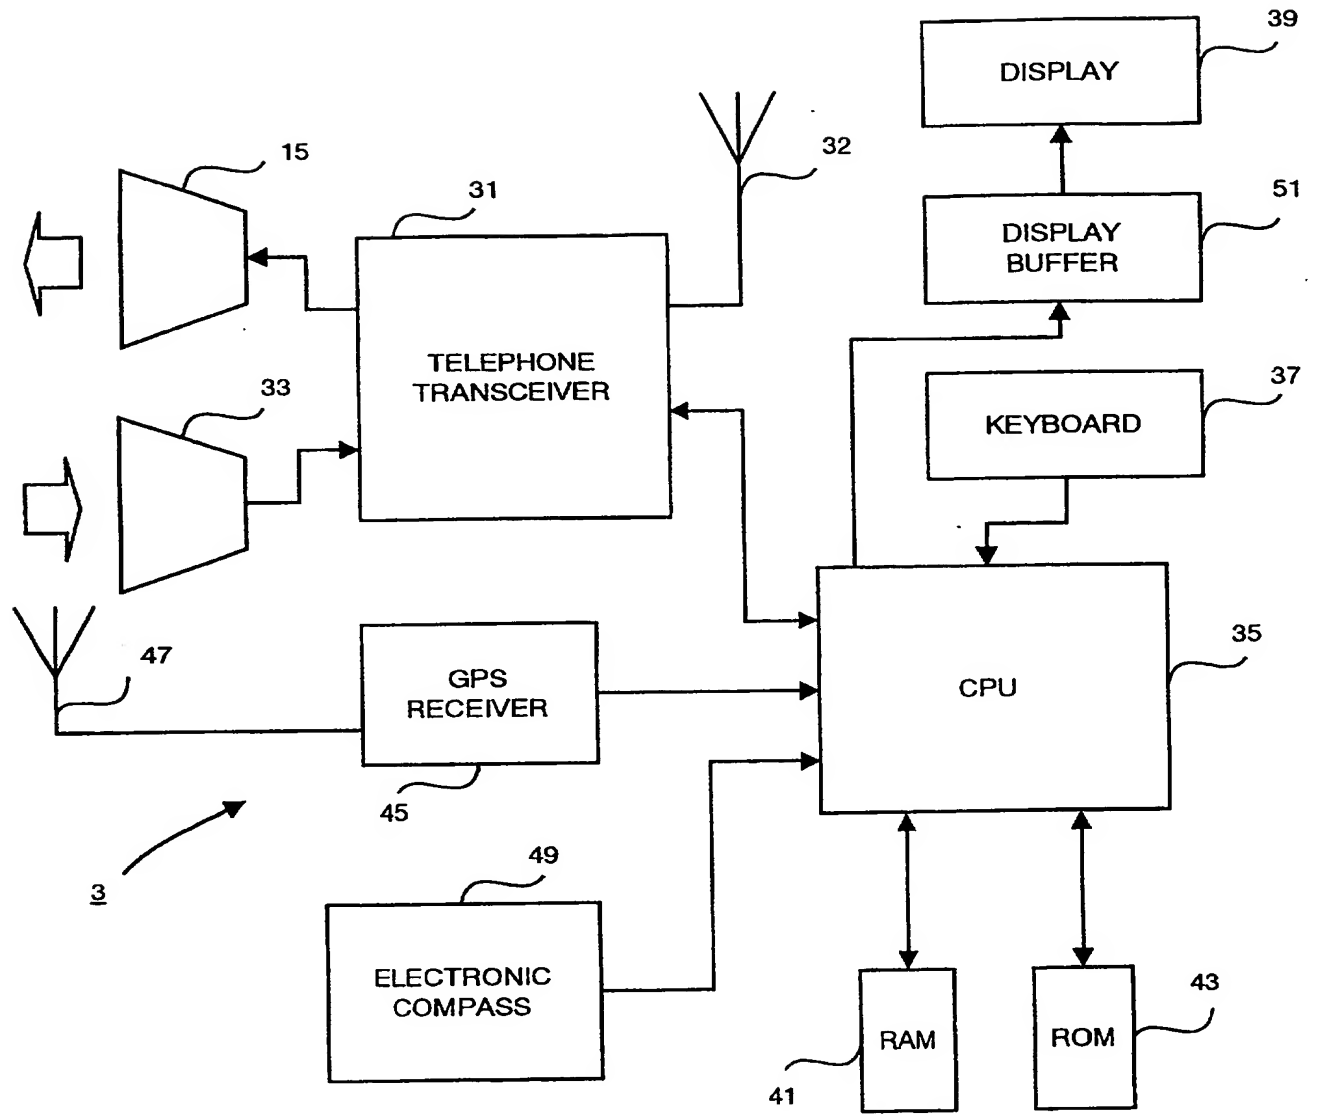 39
DISPLAY
15
32
31
51
DISPLAY
BUFFER
TELEPHONE
TRANSCEIVER
33
37
KEYBOARD
47
GPS
RECEIVER
35
CPU
45
3
49
ELECTRONIC
COMPASS
43
RAM
ROM
41